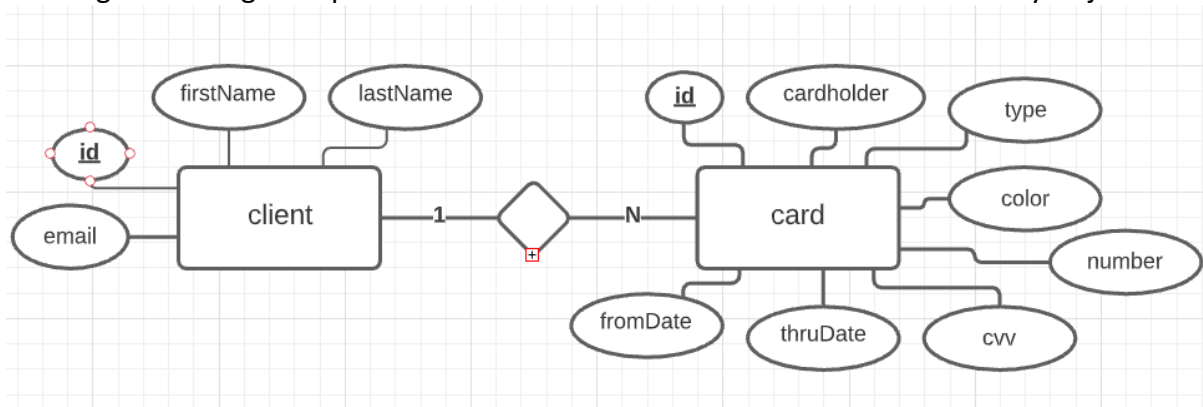 firstName
lastName
id
client
email
1
N
id
cardholder
type
color
card
number
fromDate
thruDate
cvv